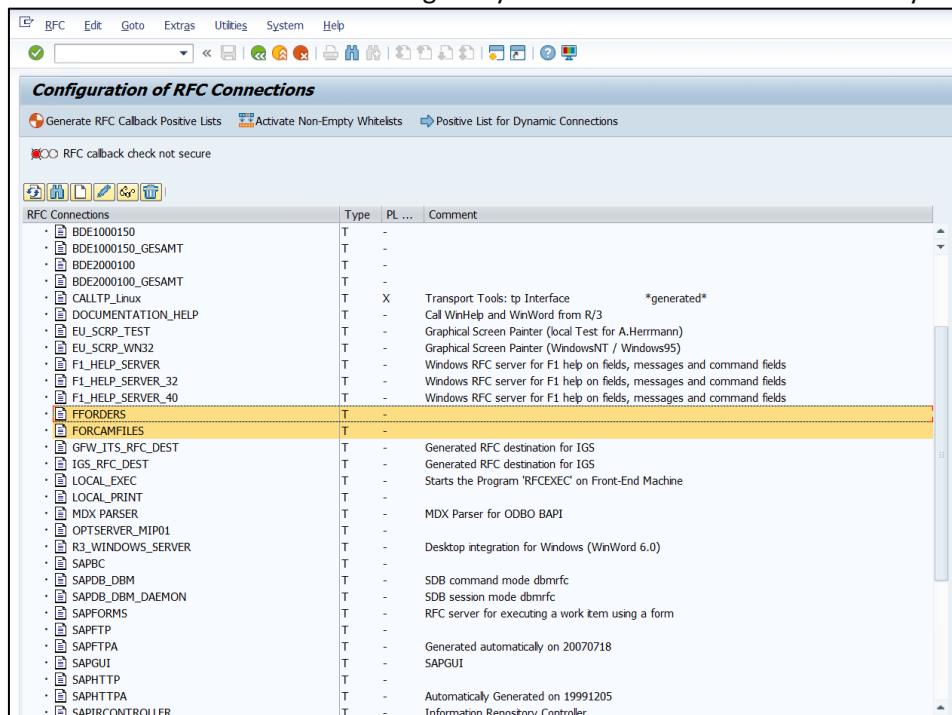 RFC Edit Goto Extras Utilities System Help
Configuration of RFC Connections
Generate RFC Callback Positive Lists Activate Non-Empty Whitelists Positive List for Dynamic Connections
RFC callback check not secure
RFC Connections Type PL ... Comment
BDE1000150 T -
BDE1000150_GESAMT T -
BDE2000100 T -
BDE2000100_GESAMT T -
CALLTP_Linux T X Transport Tools: tp Interface *generated*
DOCUMENTATION_HELP T - Call WinHelp and WinWord from R/3
EU_SCRP_TEST T - Graphical Screen Painter (local Test for A.Herrmann)
EU_SCRP_WN32 T - Graphical Screen Painter (WindowsNT / Windows95)
F1_HELP_SERVER T - Windows RFC server for F1 help on fields, messages and command fields
F1_HELP_SERVER_32 T - Windows RFC server for F1 help on fields, messages and command fields
F1_HELP_SERVER_40 T - Windows RFC server for F1 help on fields, messages and command fields
FFORDERS T -
FORCAMFILES T -
GFW_ITS_RFC_DEST T - Generated RFC destination for IGS
IGS_RFC_DEST T - Generated RFC destination for IGS
LOCAL_EXEC T - Starts the Program 'RFCEXEC' on Front-End Machine
LOCAL_PRINT T -
MDX PARSER T - MDX Parser for ODBO BAPI
OPTSERVER_MIP01 T -
R3_WINDOWS_SERVER T - Desktop integration for Windows (WinWord 6.0)
SAPBC T -
SAPDB_DBM T - SDB command mode dbmrfc
SAPDB_DBM_DAEMON T - SDB session mode dbmrfc
SAPFORMS T - RFC server for executing a work item using a form
SAPFTP T -
SAPFTPA T - Generated automatically on 20070718
SAPGUI T - SAPGUI
SAPHTTP T -
SAPHTTPA T - Automatically Generated on 19991205
SAPIRCONTROLLER T - Information Repository Controller